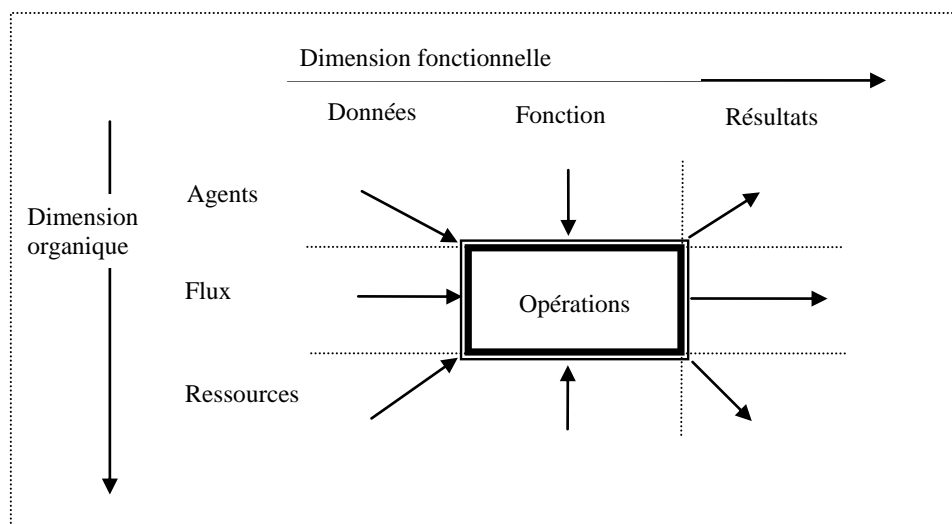 Dimension fonctionnelle
Données Fonction Résultats
Agents
Dimension
organique
Flux
Opérations
Ressources